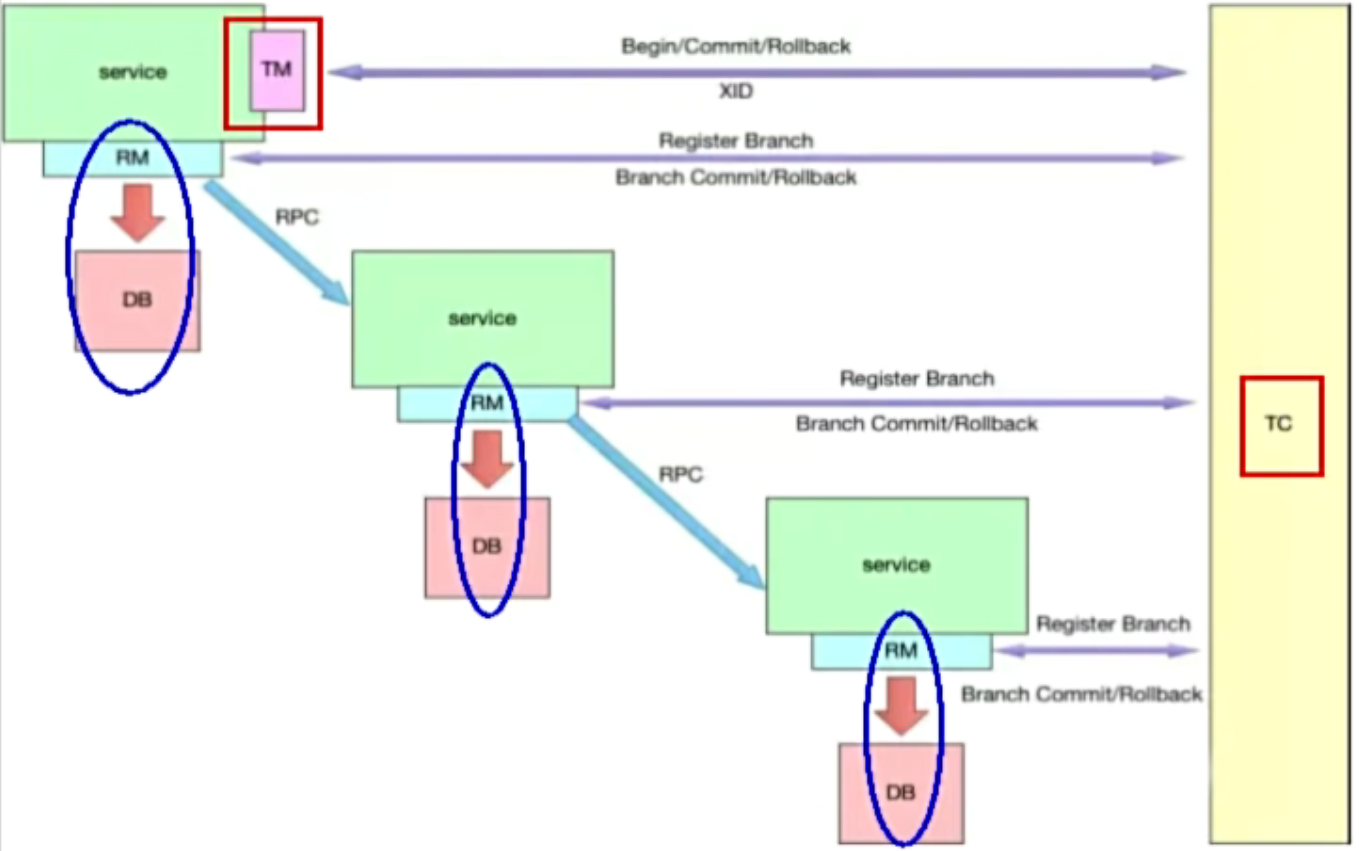 service
TM
Begin/Commit/Rollback
XID
RM
Register Branch
Branch Commit/Rollback
RPC
DB
service
RM
Register Branch
Branch Commit/Rollback
TC
RPC
DB
service
RM
Register Branch
Branch Commit/Rollback
DB